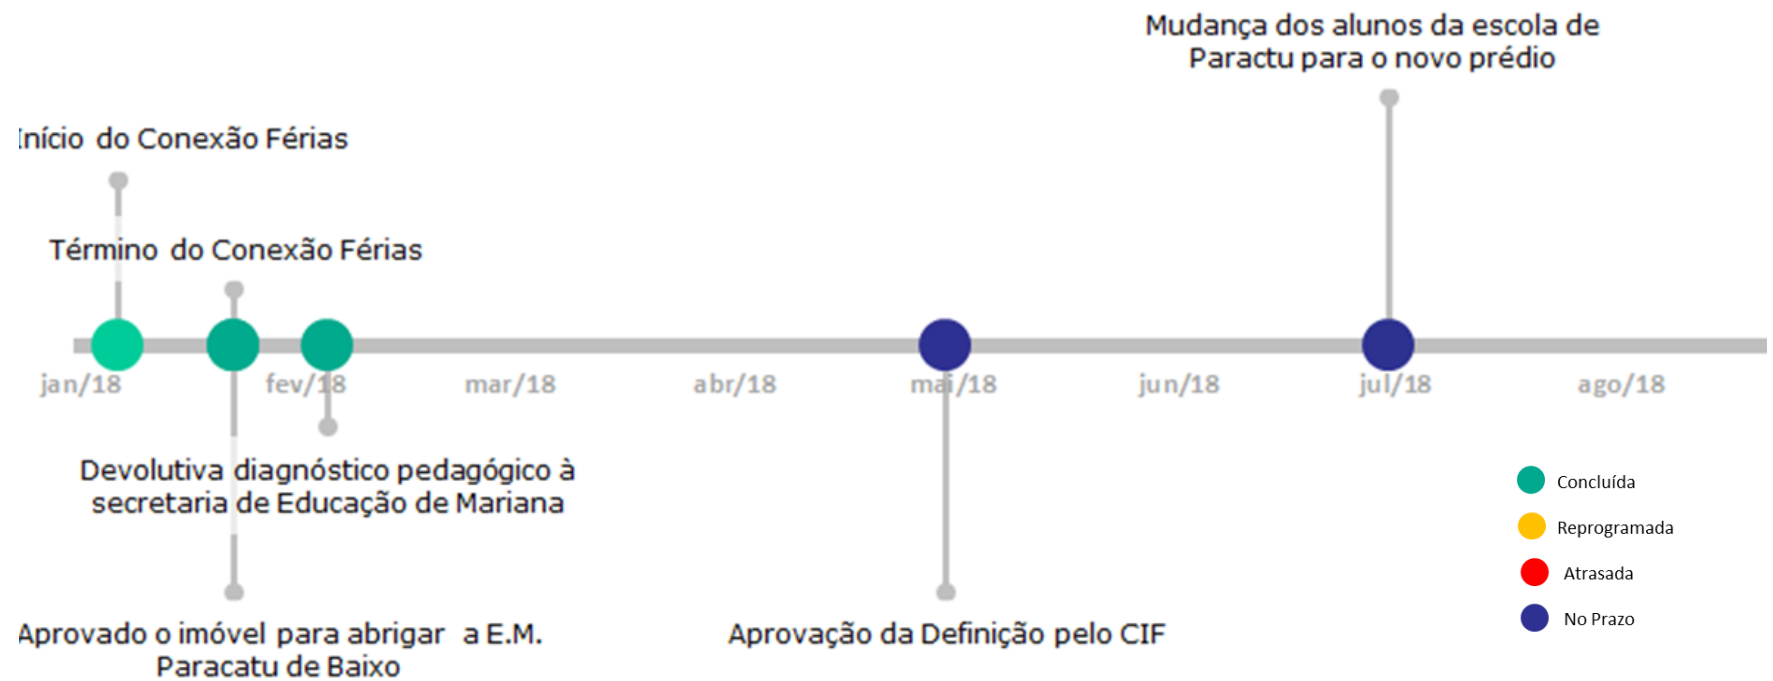 Mudança dos alunos da escola de
Paractu para o novo prédio
Início do Conexão Férias
Término do Conexão Férias
jan/18 fev/18 mar/18 abr/18 mai/18 jun/18 jul/18 ago/18
Devolutiva diagnóstico pedagógico à
secretaria de Educação de Mariana
Concluída
Reprogramada
Atrasada
No Prazo
Aprovado o imóvel para abrigar a E.M.
Paracatu de Baixo
Aprovação da Definição pelo CIF